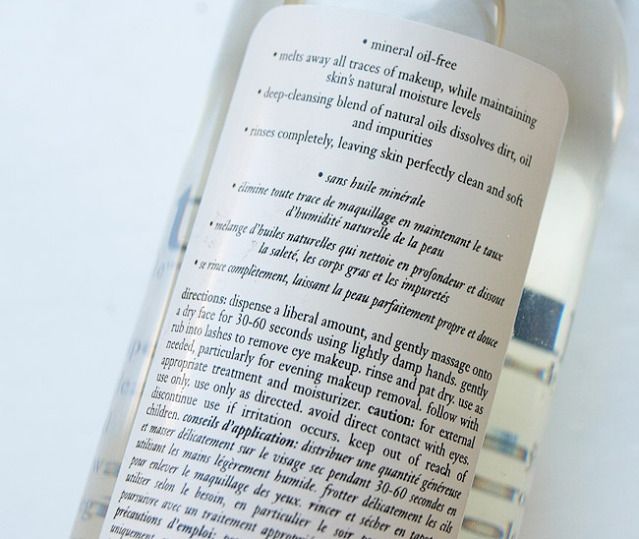 • mineral oil-free
• melts away all traces of makeup, while maintaining
skin's natural moisture levels
• deep-cleansing blend of natural oils dissolves dirt, oil
and impurities
• rinses completely, leaving skin perfectly clean and soft
• sans huile minérale
• élimine toute trace de maquillage en maintenant le taux
d'humidité naturelle de la peau
• mélange d'huiles naturelles qui nettoie en profondeur et dissout
la saleté, les corps gras et les impuretés
• se rince complètement, laissant la peau parfaitement propre et douce
directions: dispense a liberal amount, and gently massage onto
a dry face for 30-60 seconds using lightly damp hands. gently
rub into lashes to remove eye makeup. rinse and pat dry. use as
needed, particularly for evening makeup removal. follow with
appropriate treatment and moisturizer. caution: for external
use only. use only as directed. avoid direct contact with eyes.
discontinue use if irritation occurs. keep out of reach of
children. conseils d'application: distribuer une quantité généreuse
et masser délicatement sur le visage sec pendant 30-60 secondes en
utilisant les mains légèrement humide. frotter délicatement les cils
pour enlever le maquillage des yeux. rincer et sécher en
utiliser selon le besoin, en particulier le soir
poursuivre avec un traitement
précautions d'emploi:
uniquement